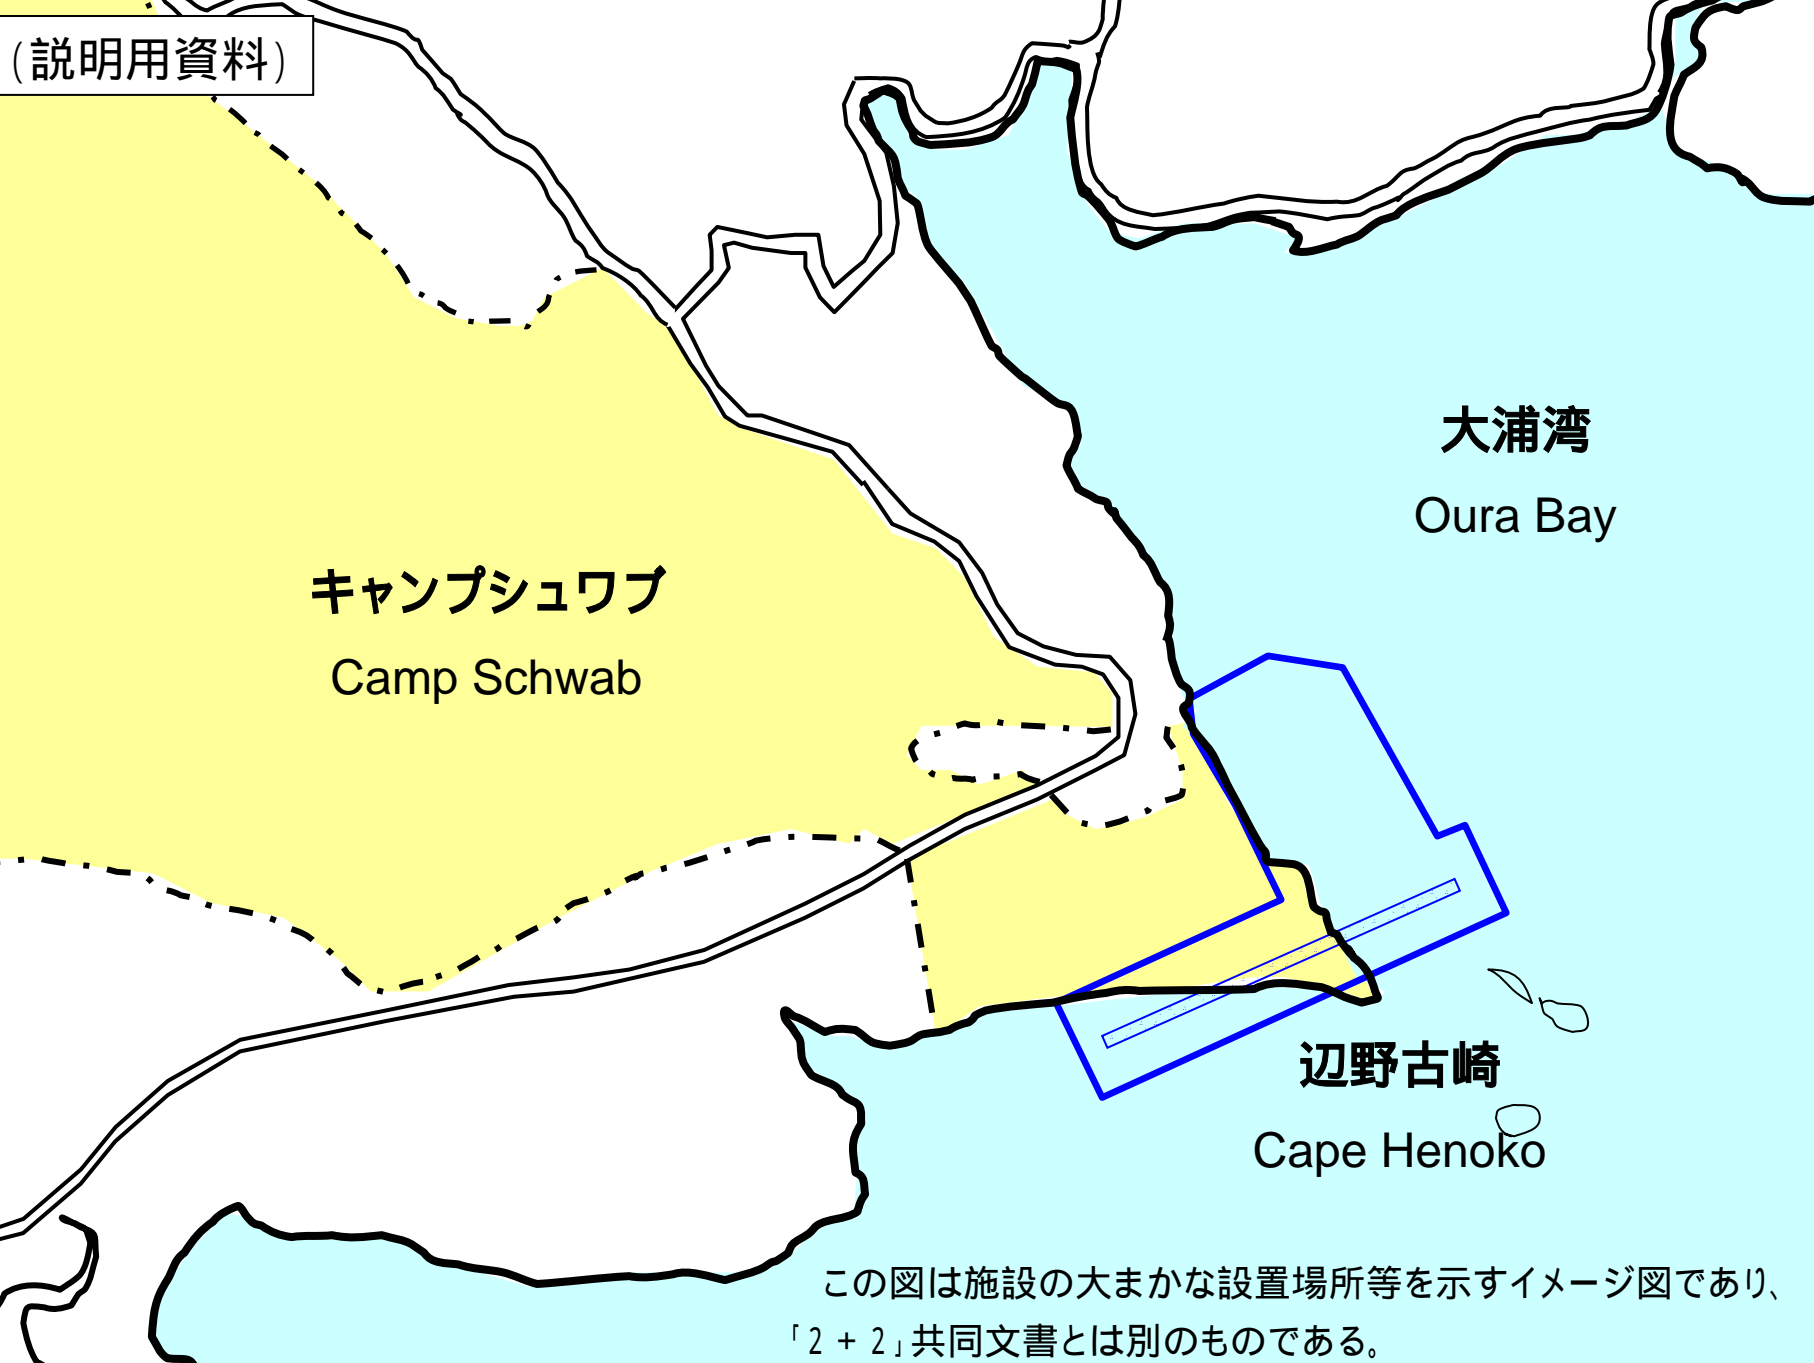 (説明用資料)
大浦湾
Oura Bay
キャンプシュワブ
Camp Schwab
辺野古崎
Cape Henoko
この図は施設の大まかな設置場所等を示すイメージ図であり、
「2+2」共同文書とは別のものである。